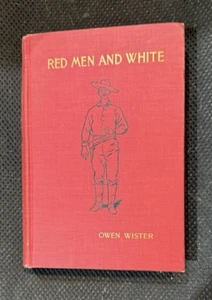 RED MEN AND WHITE
OWEN WISTER